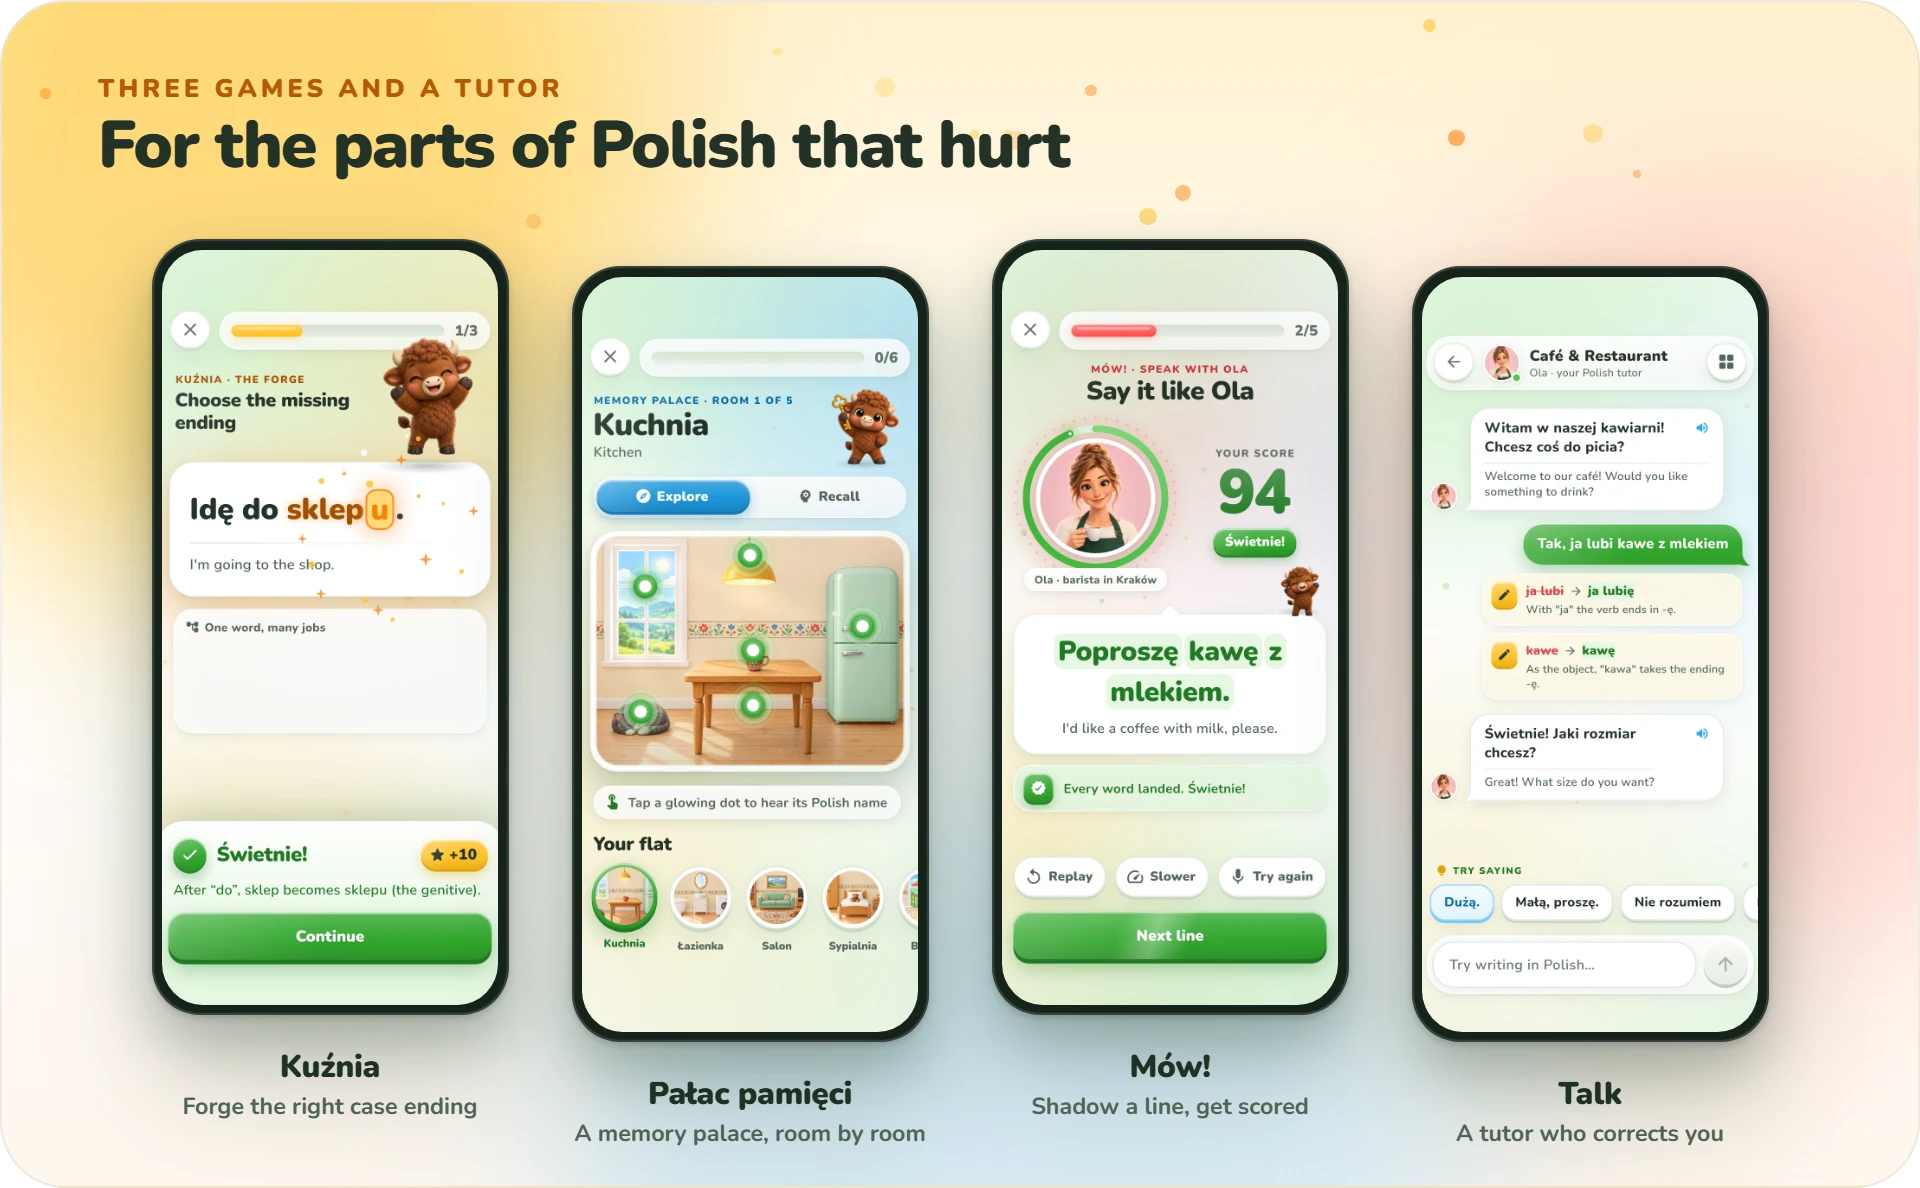 THREE GAMES AND A TUTOR
For the parts of Polish that hurt
1/3
KUŹNIA · THE FORGE
Choose the missing
ending
Idę do sklepu.
I'm going to the shop.
One word, many jobs
Świetnie!
+10
After “do”, sklep becomes sklepu (the genitive).
Continue
Kuźnia
Forge the right case ending
0/6
MEMORY PALACE · ROOM 1 OF 5
Kuchnia
Kitchen
Explore
Recall
Tap a glowing dot to hear its Polish name
Your flat
Kuchnia
Łazienka
Salon
Sypialnia
B
Pałac pamięci
A memory palace, room by room
2/5
MÓW! · SPEAK WITH OLA
Say it like Ola
YOUR SCORE
94
Świetnie!
Ola · barista in Kraków
Poproszę kawę z
mlekiem.
I'd like a coffee with milk, please.
Every word landed. Świetnie!
Replay
Slower
Try again
Next line
Mów!
Shadow a line, get scored
Café & Restaurant
Ola · your Polish tutor
Witam w naszej kawiarni!
Chcesz coś do picia?
Welcome to our café! Would you like
something to drink?
Tak, ja lubi kawe z mlekiem
ja lubi → ja lubię
With "ja" the verb ends in -ę.
kawe → kawę
As the object, "kawa" takes the ending
-ę.
Świetnie! Jaki rozmiar
chcesz?
Great! What size do you want?
TRY SAYING
Dużą.
Małą, proszę.
Nie rozumiem
Try writing in Polish...
Talk
A tutor who corrects you